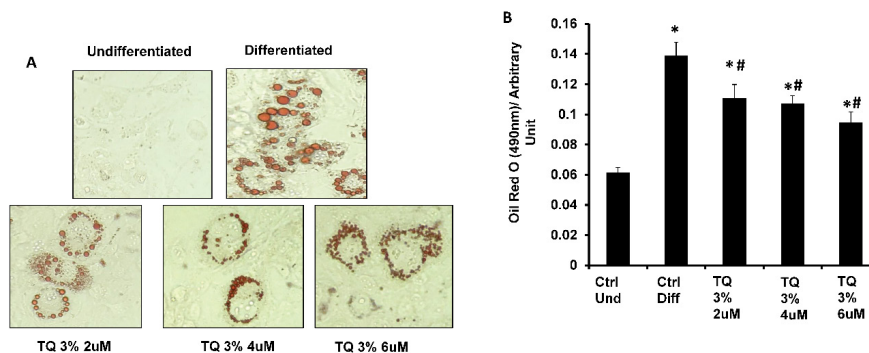 A
Undifferentiated
Differentiated
TQ 3% 2uM
TQ 3% 4uM
TQ 3% 6uM
B
Oil Red O (490nm)/ Arbitrary
Unit
0.16
0.14
0.12
0.1
0.08
0.06
0.04
0.02
0
*
*#
*#
*#
Ctrl
Und
Ctrl
Diff
TQ
3%
2uM
TQ
3%
4uM
TQ
3%
6uM